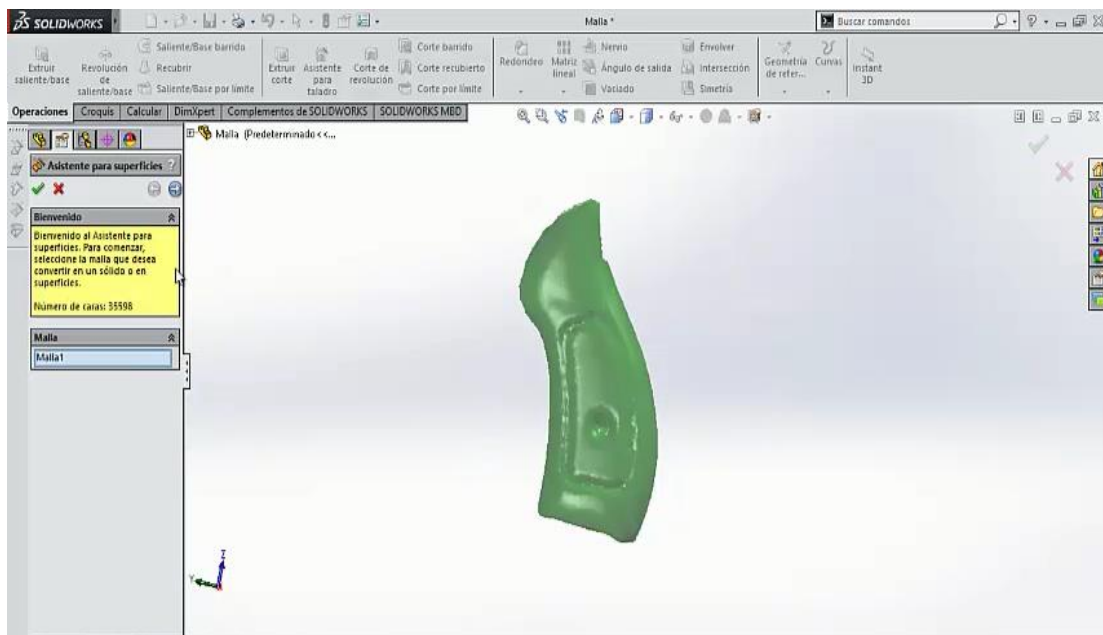 SOLIDWORKS
Malla *
Buscar comandos
Extruir saliente/base
Revolución de saliente/base
Saliente/Base barrido
Recubrir
Saliente/Base por límite
Extruir corte
Asistente para taladro
Corte de revolución
Corte barrido
Corte recubierto
Corte por límite
Redondeo
Matriz lineal
Nervio
Ángulo de salida
Vaciado
Envolver
Intersección
Simetría
Geometría de refer...
Curvas
Instant 3D
Operaciones
Croquis
Calcular
DimXpert
Complementos de SOLIDWORKS
SOLIDWORKS MBD
Malla (Predeterminado<<...
Asistente para superficies
Bienvenido
Bienvenido al Asistente para
superficies. Para comenzar,
seleccione la malla que desea
convertir en un sólido o en
superficies.
Número de caras: 35598
Malla
Malla1
Z
Y